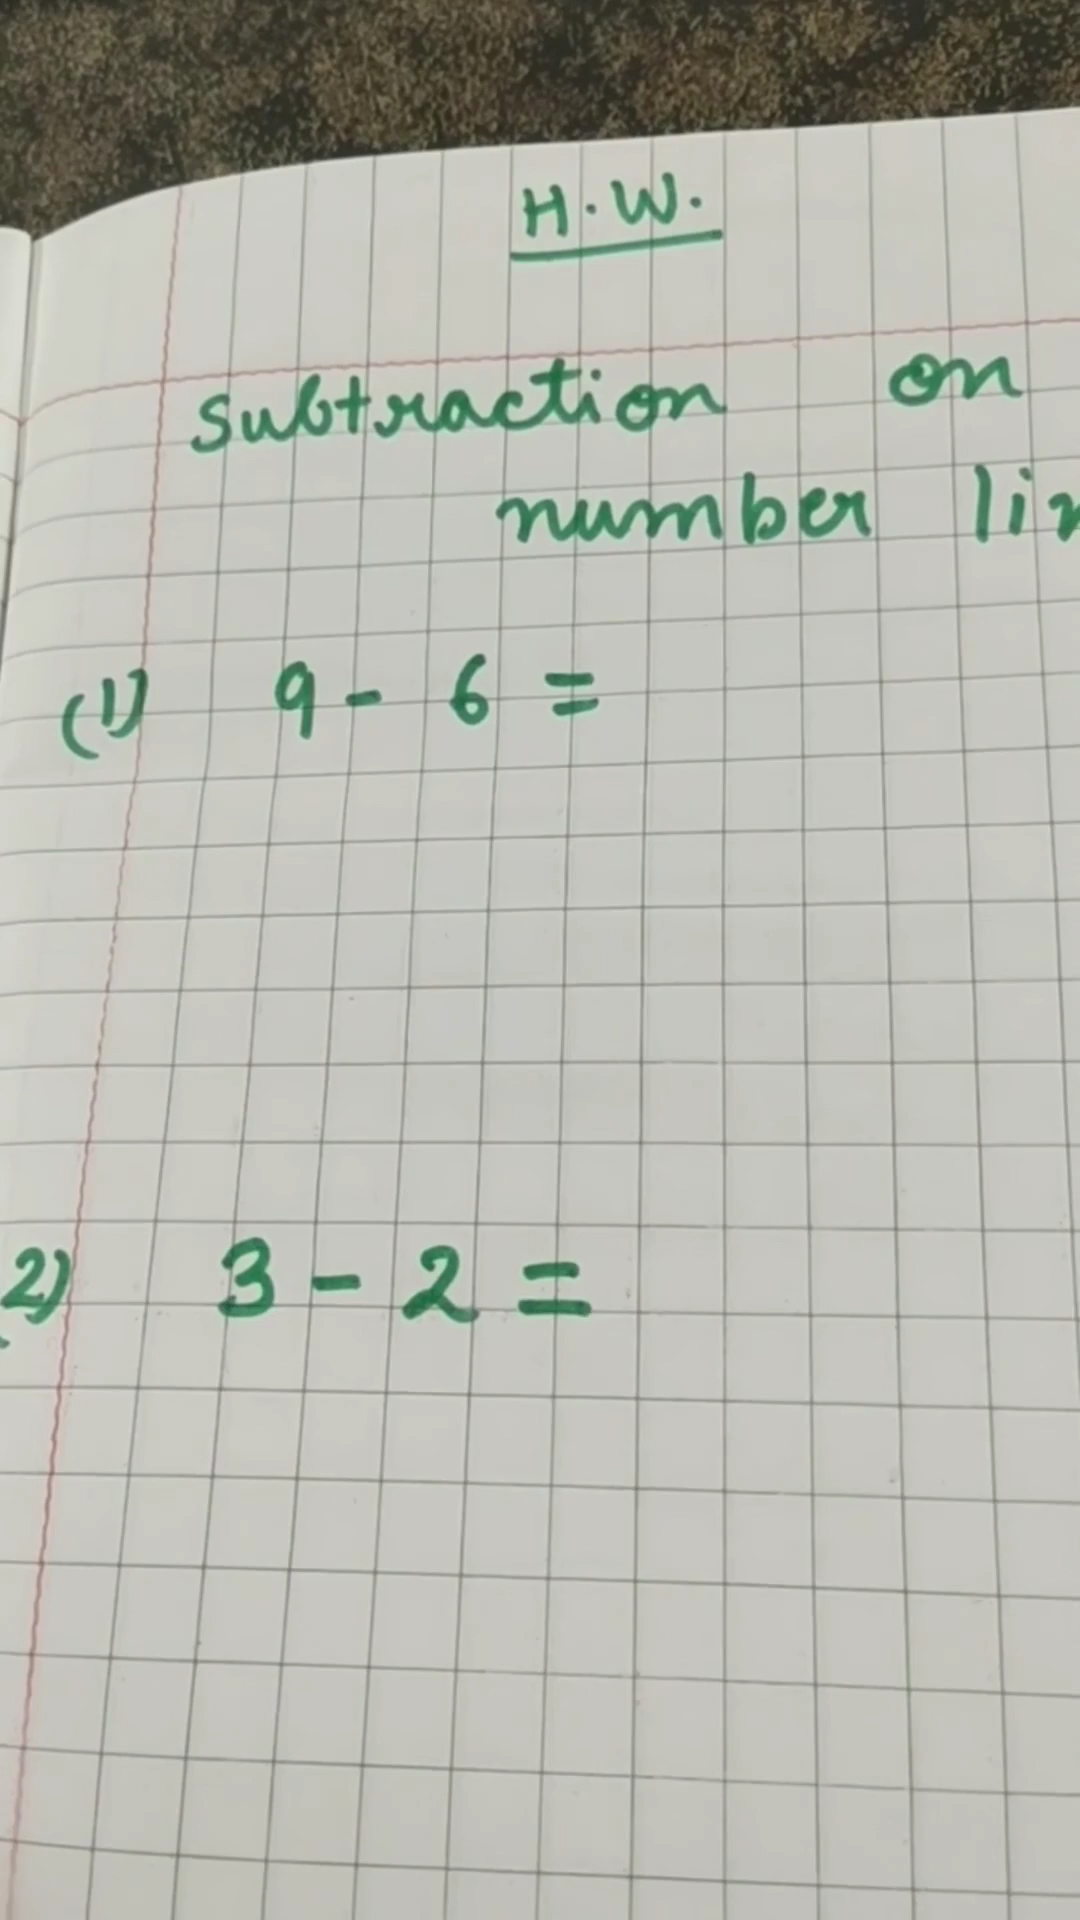 H.W.
subtraction on
number
(1) 9 - 6 =
2) 3 - 2 =